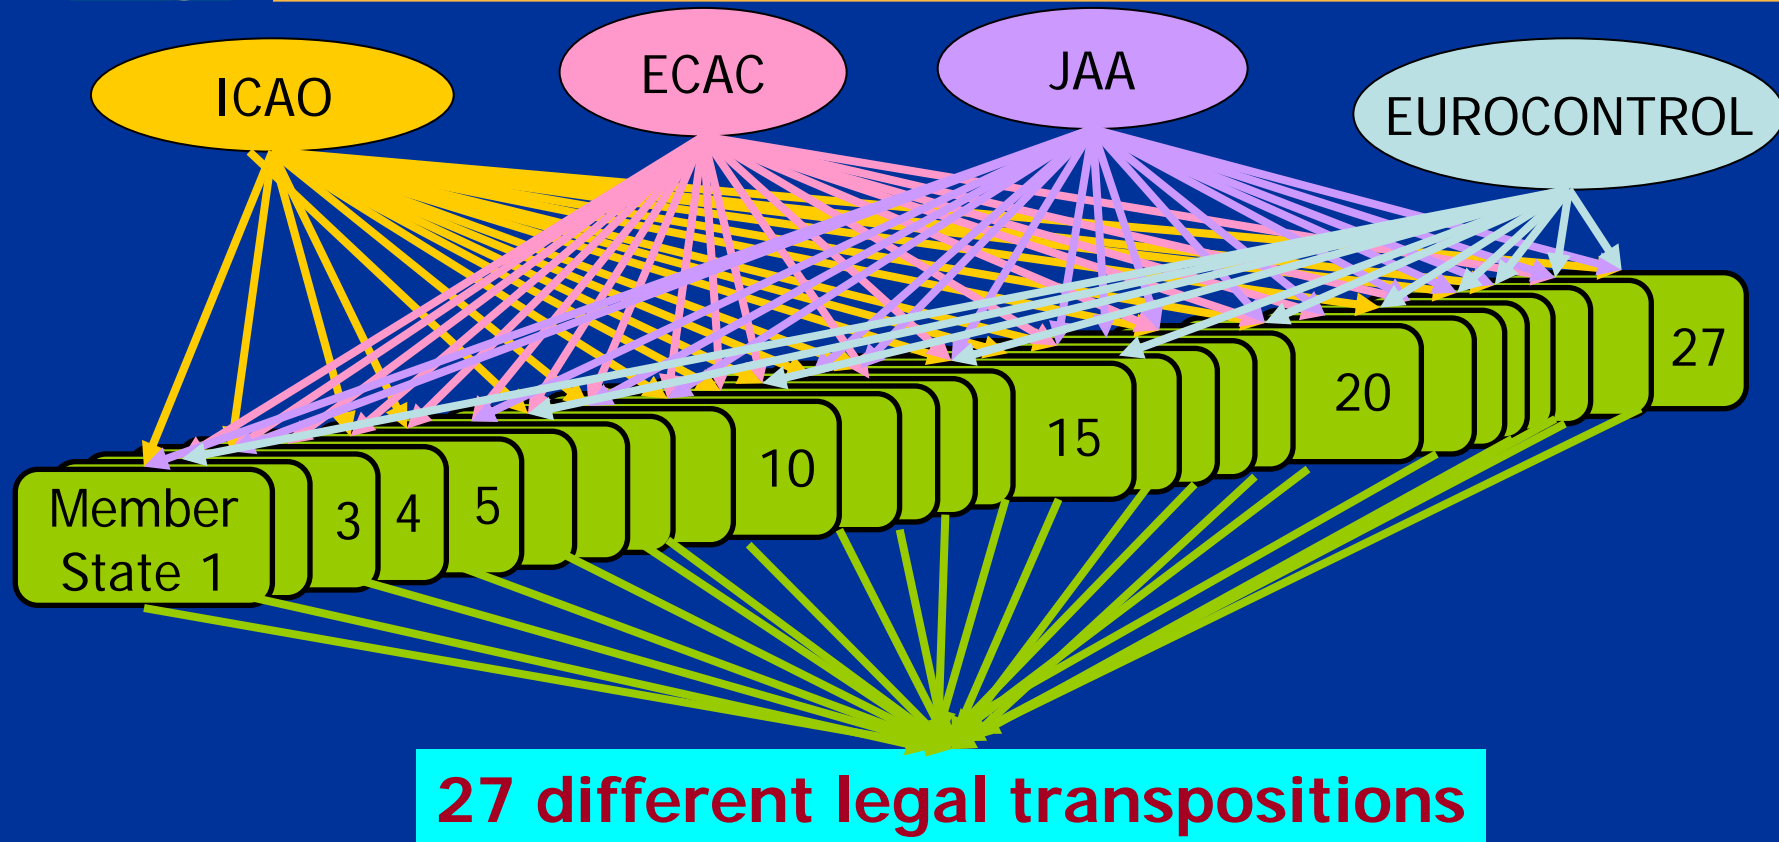 ICAO
ECAC
JAA
EUROCONTROL
Member
State 1
3
4
5
10
15
20
27
27 different legal transpositions